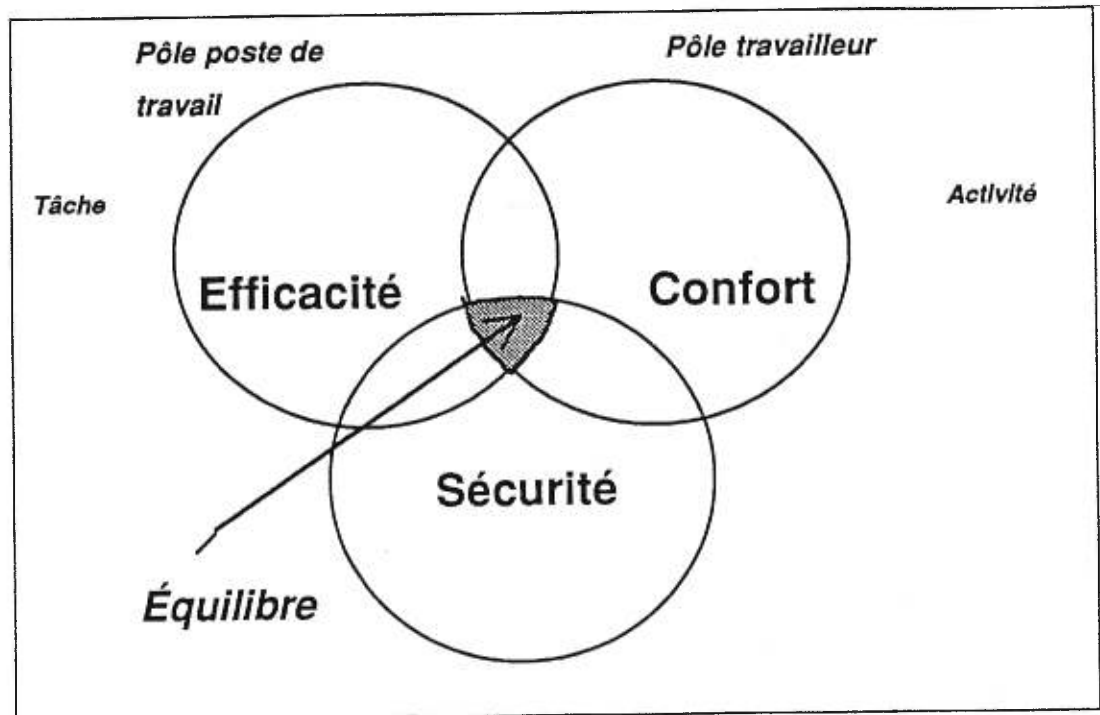 Pôle poste de
travail
Pôle travailleur
Tâche
Activité
Efficacité
Confort
Sécurité
Équilibre